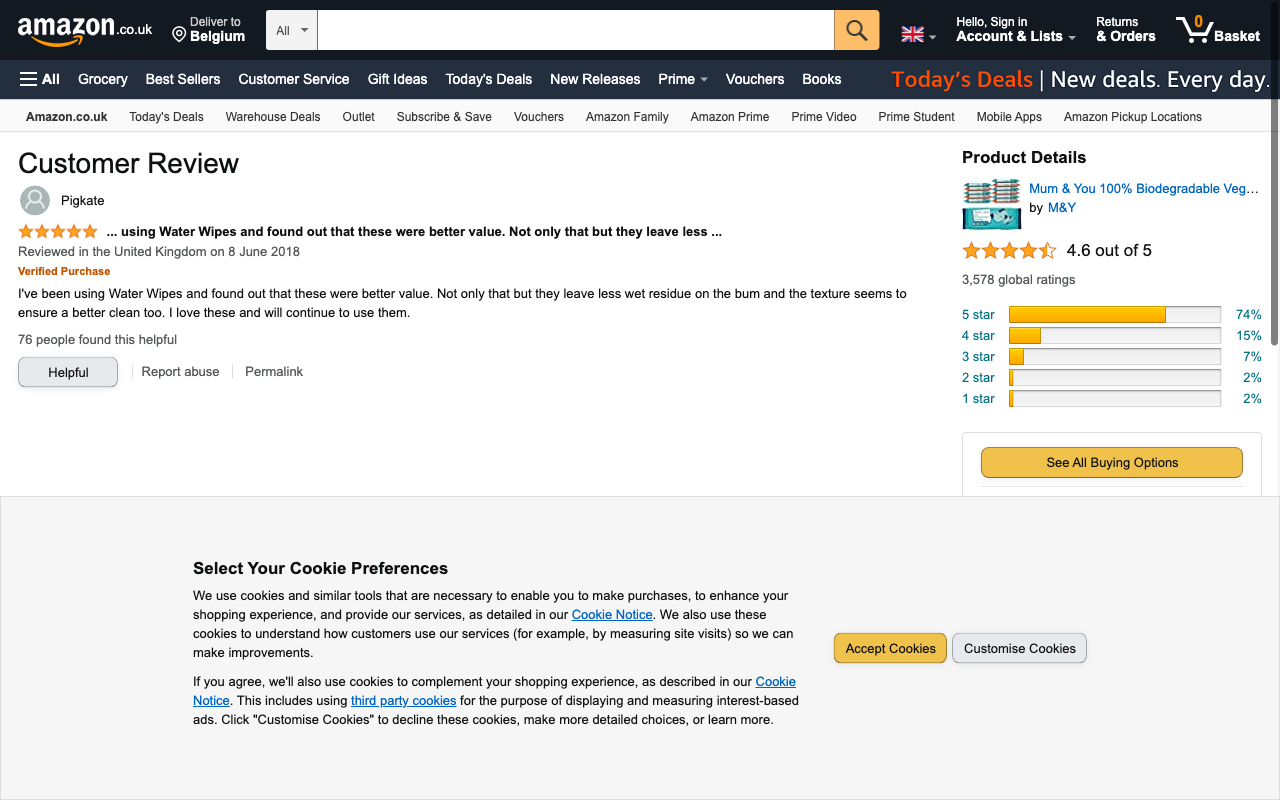 amazon.co.uk
Deliver to
Belgium
All
Hello, Sign in
Account & Lists
Returns
& Orders
0
Basket
All
Grocery
Best Sellers
Customer Service
Gift Ideas
Today's Deals
New Releases
Prime
Vouchers
Books
Today's Deals | New deals. Every day.
Amazon.co.uk
Today's Deals
Warehouse Deals
Outlet
Subscribe & Save
Vouchers
Amazon Family
Amazon Prime
Prime Video
Prime Student
Mobile Apps
Amazon Pickup Locations
Customer Review
Pigkate
... using Water Wipes and found out that these were better value. Not only that but they leave less ...
Reviewed in the United Kingdom on 8 June 2018
Verified Purchase
I've been using Water Wipes and found out that these were better value. Not only that but they leave less wet residue on the bum and the texture seems to
ensure a better clean too. I love these and will continue to use them.
76 people found this helpful
Helpful
Report abuse
Permalink
Product Details
Mum & You 100% Biodegradable Veg...
by M&Y
4.6 out of 5
3,578 global ratings
5 star 74%
4 star 15%
3 star 7%
2 star 2%
1 star 2%
See All Buying Options
Select Your Cookie Preferences
We use cookies and similar tools that are necessary to enable you to make purchases, to enhance your
shopping experience, and provide our services, as detailed in our Cookie Notice. We also use these
cookies to understand how customers use our services (for example, by measuring site visits) so we can
make improvements.
If you agree, we'll also use cookies to complement your shopping experience, as described in our Cookie
Notice. This includes using third party cookies for the purpose of displaying and measuring interest-based
ads. Click "Customise Cookies" to decline these cookies, make more detailed choices, or learn more.
Accept Cookies
Customise Cookies